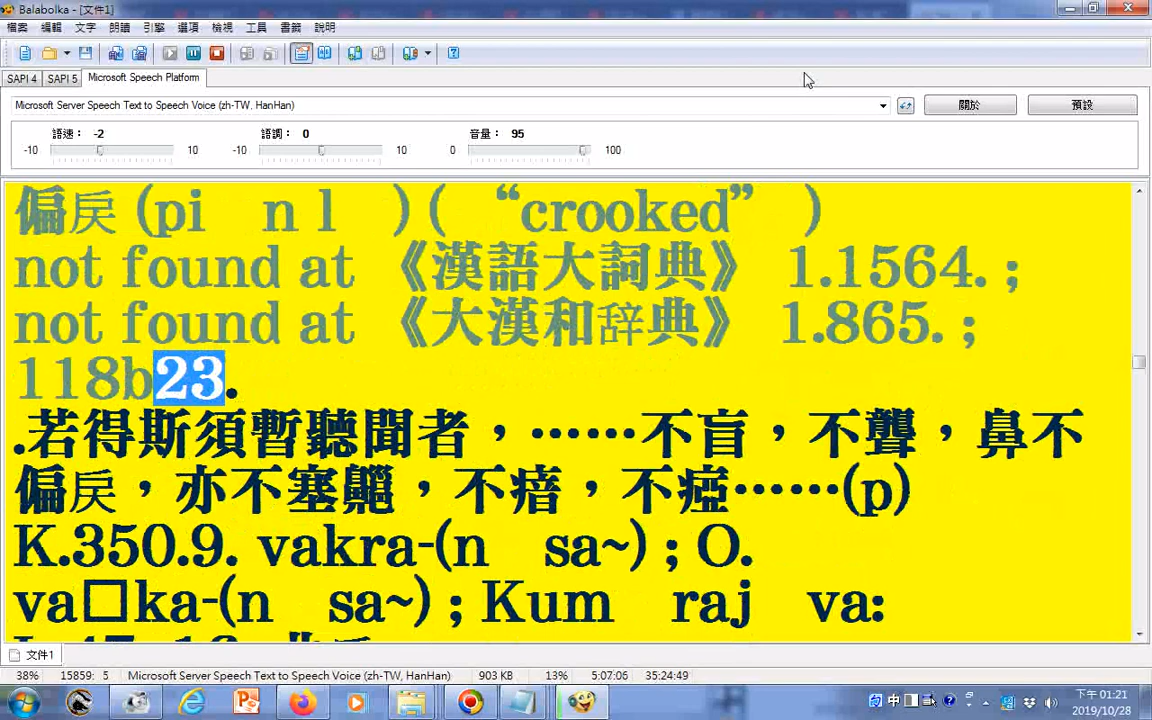 Balabolka - [文件1]
檔案 編輯 文字 朗讀 引擎 選項 檢視 工具 書籤 說明
SAPI 4 SAPI 5 Microsoft Speech Platform
Microsoft Server Speech Text to Speech Voice (zh-TW, HanHan) 關於 預設
語速： -2 語調： 0 音量： 95
-10 10 -10 10 0 100
偏戾 (pi n l )( “crooked” )
not found at 《漢語大詞典》 1.1564. ;
not found at 《大漢和辞典》 1.865. ;
118b23.
.若得斯須暫聽聞者，……不盲，不聾，鼻不
偏戾，亦不塞齆，不瘖，不瘂……(p)
K.350.9. vakra-(n sa~) ; O.
va□ka-(n sa~) ; Kum raj va:
文件1
38% 15859: 5 Microsoft Server Speech Text to Speech Voice (zh-TW, HanHan) 903 KB 13% 5:07:06 35:24:49
中 下午 01:21
2019/10/28